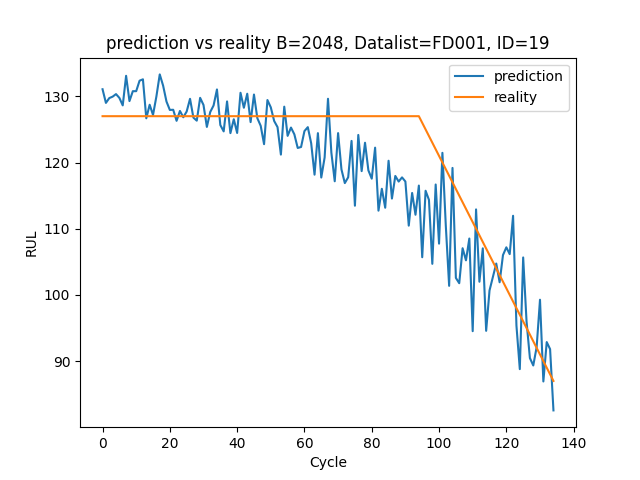 prediction vs reality B=2048, Datalist=FD001, ID=19
prediction
reality
130
120
110
100
90
RUL
0 20 40 60 80 100 120 140
Cycle